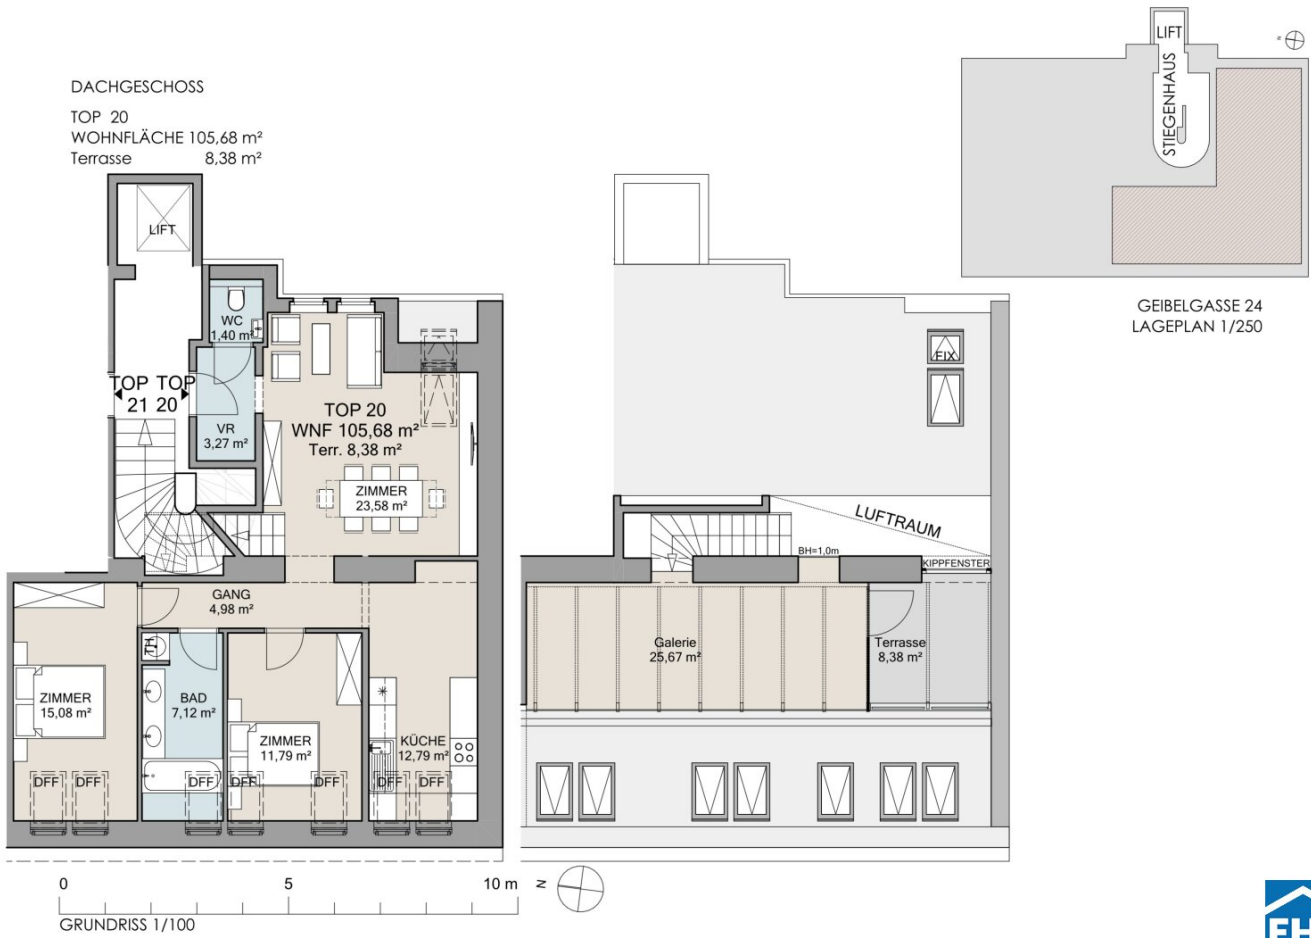 DACHGESCHOSS
TOP 20
WOHNFLÄCHE 105,68 m²
Terrasse 8,38 m²
LIFT
STIEGENHAUS
N
GEIBELGASSE 24
LAGEPLAN 1/250
LIFT
WC
1,40 m²
TOP 21
TOP 20
VR
3,27 m²
TOP 20
WNF 105,68 m²
Terr. 8,38 m²
ZIMMER
23,58 m²
GANG
4,98 m²
TH
ZIMMER
15,08 m²
BAD
7,12 m²
ZIMMER
11,79 m²
KÜCHE
12,79 m²
DFF
DFF
DFF
DFF
DFF
DFF
DFF
FIX
LUFTRAUM
BH=1,0m
KIPPFENSTER
Galerie
25,67 m²
Terrasse
8,38 m²
0 5 10 m
N
GRUNDRISS 1/100
EH